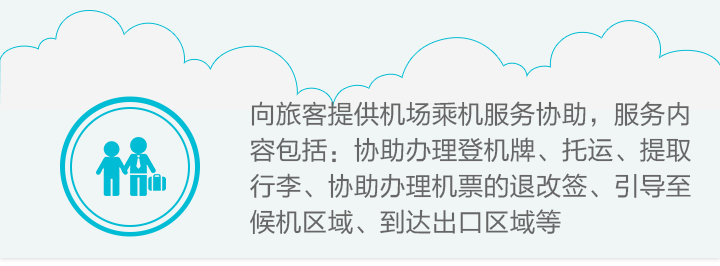 向旅客提供机场乘机服务协助，服务内
容包括：协助办理登机牌、托运、提取
行李、协助办理机票的退改签、引导至
候机区域、到达出口区域等